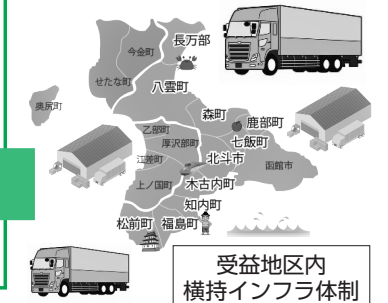 長万部
今金町
せたな町
八雲町
奥尻町
森町
鹿部町
乙部町
七飯町
厚沢部町
北斗市
江差町
函館市
上ノ国町
木古内町
知内町
松前町
福島町
受益地区内
横持インフラ体制